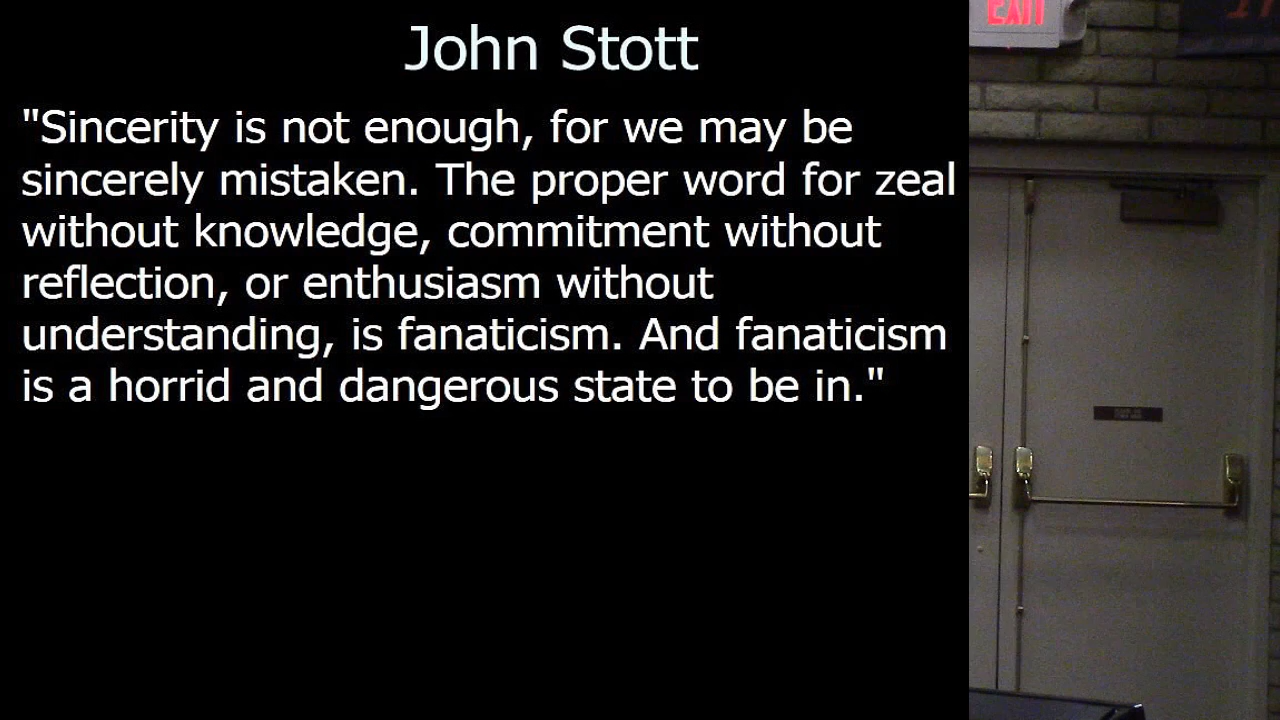 John Stott
"Sincerity is not enough, for we may be
sincerely mistaken. The proper word for zeal
without knowledge, commitment without
reflection, or enthusiasm without
understanding, is fanaticism. And fanaticism
is a horrid and dangerous state to be in."
EXIT